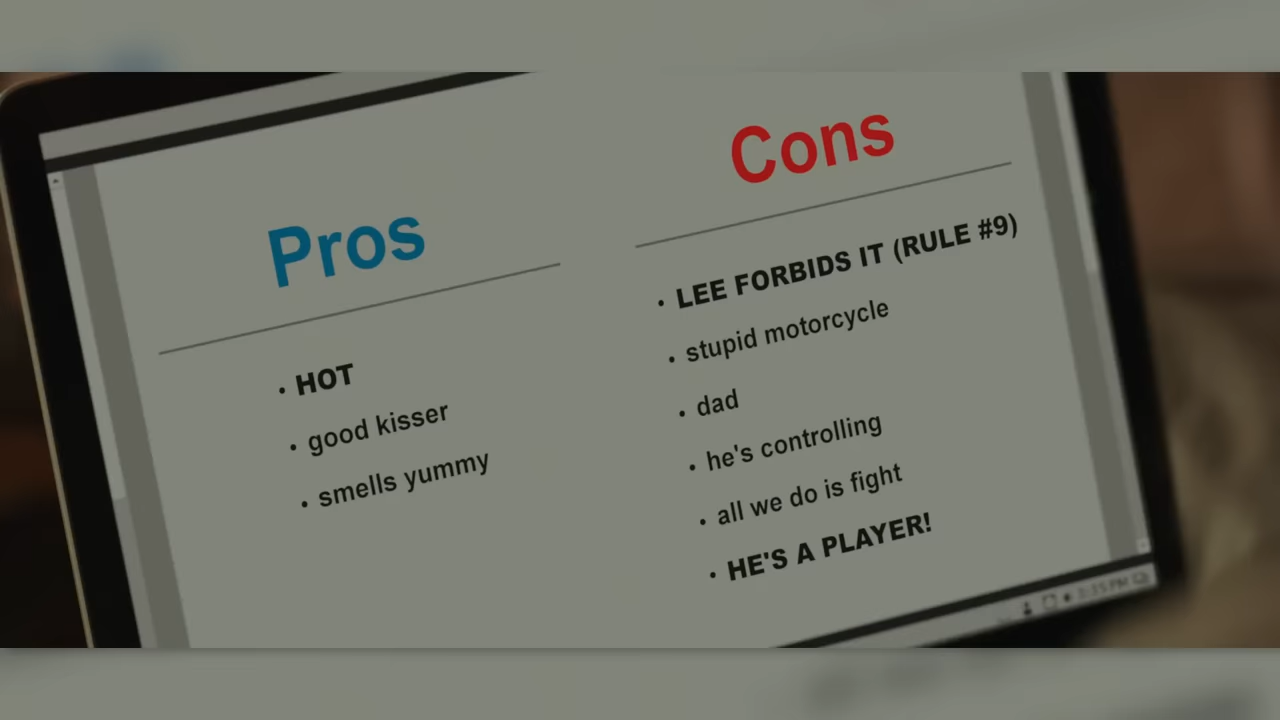 Pros
• HOT
• good kisser
• smells yummy
Cons
• LEE FORBIDS IT (RULE #9)
• stupid motorcycle
• dad
• he's controlling
• all we do is fight
• HE'S A PLAYER!